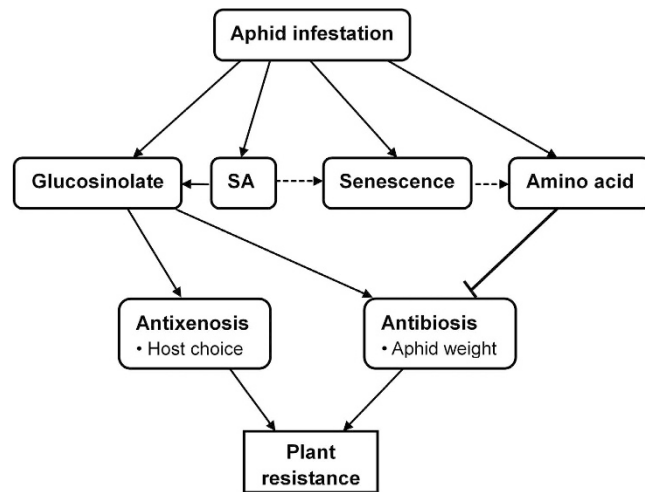 Aphid infestation
Glucosinolate
SA
Senescence
Amino acid
Antixenosis
• Host choice
Antibiosis
• Aphid weight
Plant
resistance